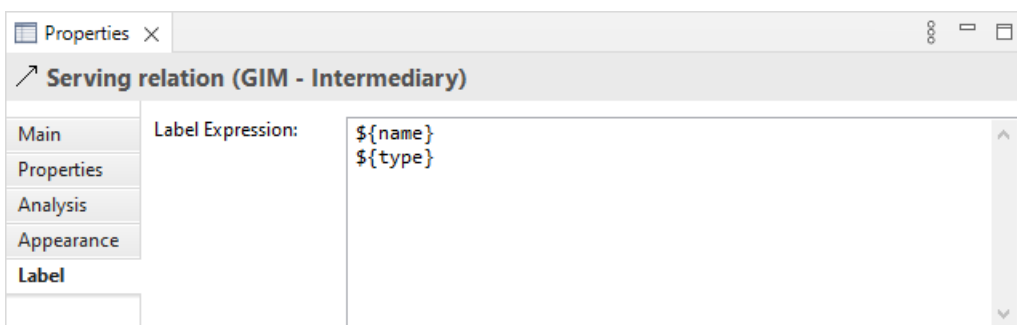 Properties
Serving relation (GIM - Intermediary)
Main
Properties
Analysis
Appearance
Label
Label Expression:
${name}
${type}